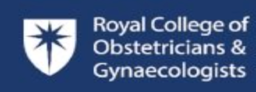 Royal College of
Obstetricians &
Gynaecologists